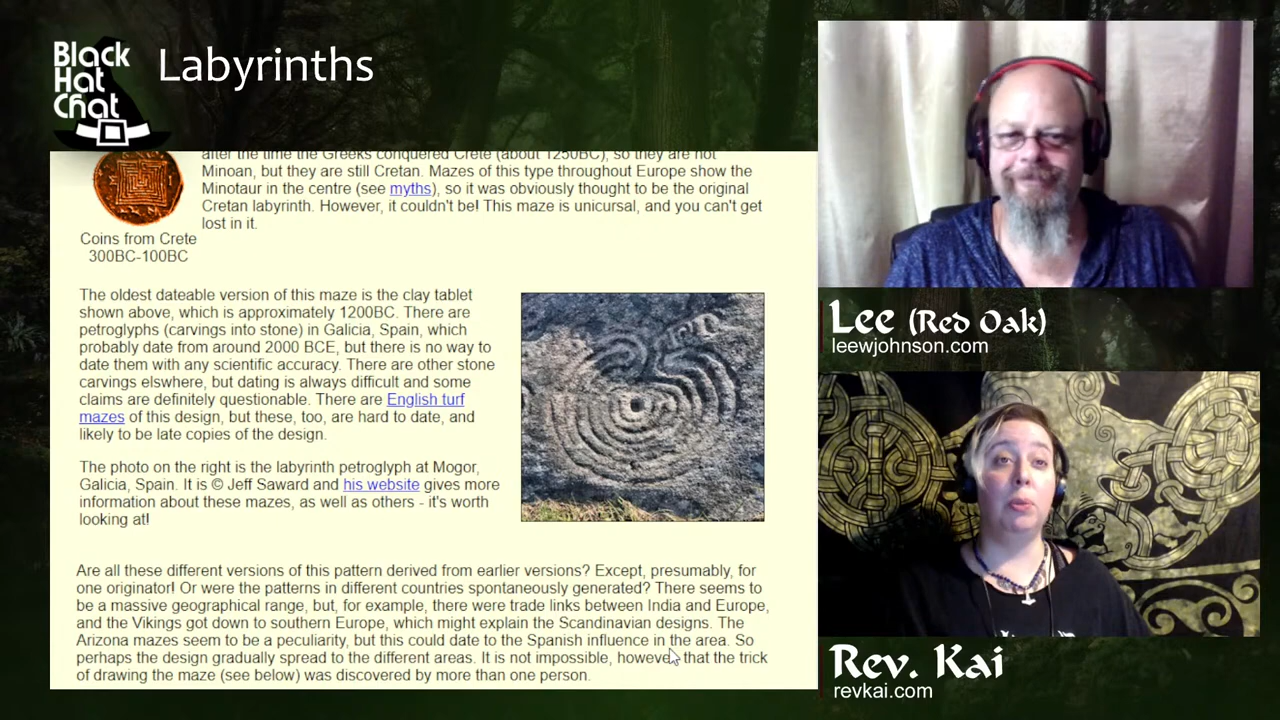 Black
Hat
Chat
Labyrinths
after the time the Greeks conquered Crete (about 1250BC), so they are not
Minoan, but they are still Cretan. Mazes of this type throughout Europe show the
Minotaur in the centre (see myths), so it was obviously thought to be the original
Cretan labyrinth. However, it couldn't be! This maze is unicursal, and you can't get
lost in it.
Coins from Crete
300BC-100BC
The oldest dateable version of this maze is the clay tablet
shown above, which is approximately 1200BC. There are
petroglyphs (carvings into stone) in Galicia, Spain, which
probably date from around 2000 BCE, but there is no way to
date them with any scientific accuracy. There are other stone
carvings elswhere, but dating is always difficult and some
claims are definitely questionable. There are English turf
mazes of this design, but these, too, are hard to date, and
likely to be late copies of the design.
The photo on the right is the labyrinth petroglyph at Mogor,
Galicia, Spain. It is © Jeff Saward and his website gives more
information about these mazes, as well as others - it's worth
looking at!
Are all these different versions of this pattern derived from earlier versions? Except, presumably, for
one originator! Or were the patterns in different countries spontaneously generated? There seems to
be a massive geographical range, but, for example, there were trade links between India and Europe,
and the Vikings got down to southern Europe, which might explain the Scandinavian designs. The
Arizona mazes seem to be a peculiarity, but this could date to the Spanish influence in the area. So
perhaps the design gradually spread to the different areas. It is not impossible, however, that the trick
of drawing the maze (see below) was discovered by more than one person.
Lee (Red Oak)
leewjohnson.com
Rev. Kai
revkai.com